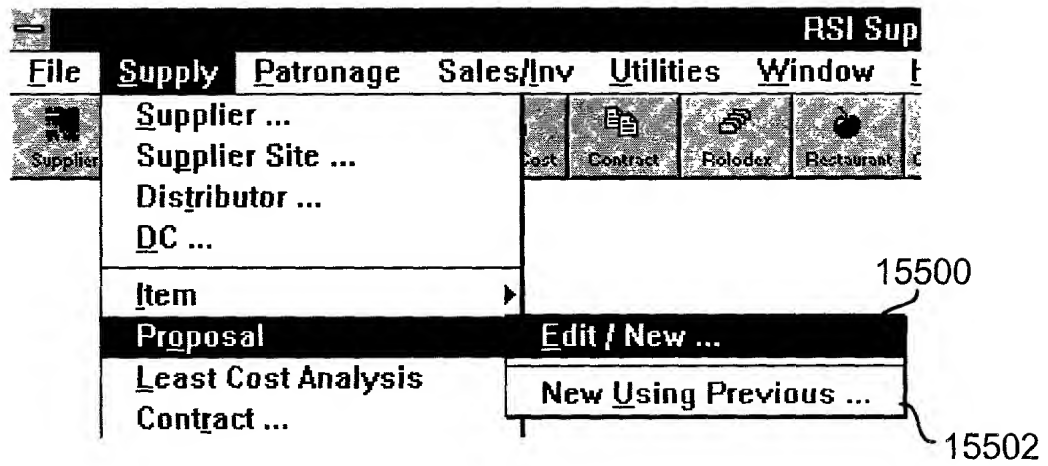 RSI Sup
File Supply Patronage Sales/Inv Utilities Window
Supplier ...
Supplier Site ...
Distributor ...
DC ...
Supplier Cost Contract Rolodex Restaurant
15500
Item
Proposal Edit / New ...
Least Cost Analysis New Using Previous ...
Contract ...
15502